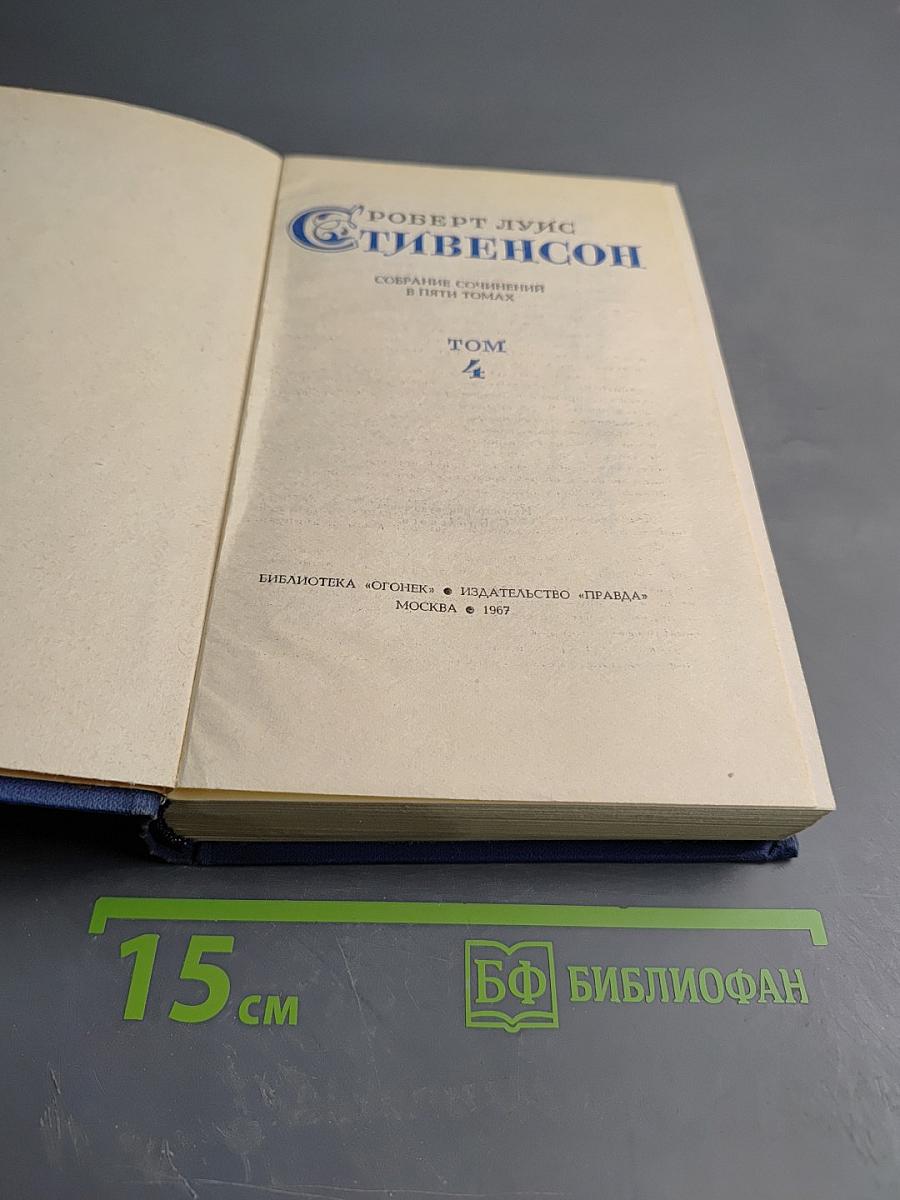 РОБЕРТ ЛУИС
СТИВЕНСОН
СОБРАНИЕ СОЧИНЕНИЙ
В ПЯТИ ТОМАХ
ТОМ
4
БИБЛИОТЕКА «ОГОНЕК» ● ИЗДАТЕЛЬСТВО «ПРАВДА»
МОСКВА ● 1967
15 СМ
БФ БИБЛИОФАН